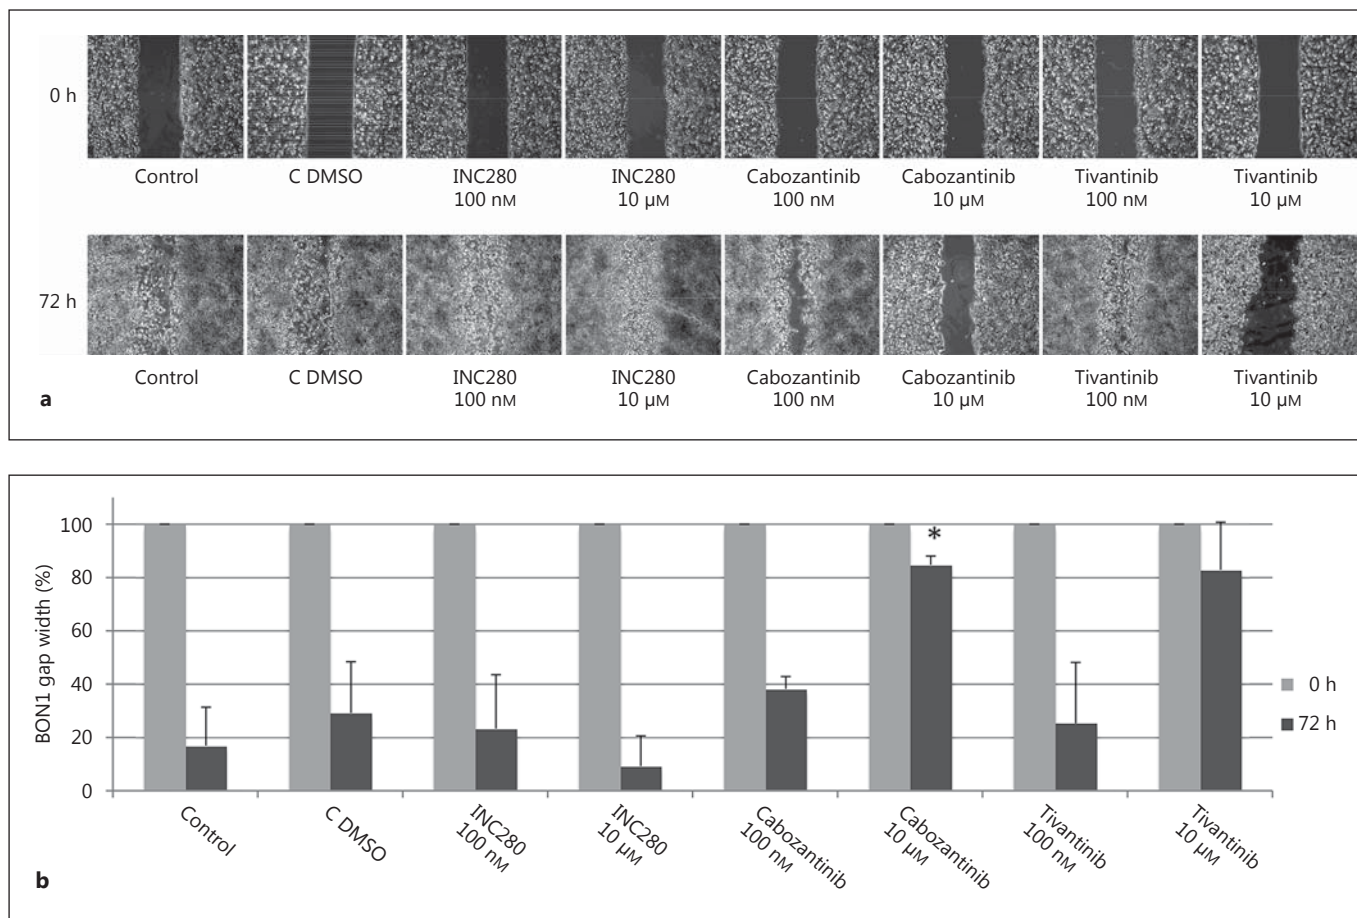 0 h
Control
C DMSO
INC280
100 nM
INC280
10 µM
Cabozantinib
100 nM
Cabozantinib
10 µM
Tivantinib
100 nM
Tivantinib
10 µM
72 h
Control
C DMSO
INC280
100 nM
INC280
10 µM
Cabozantinib
100 nM
Cabozantinib
10 µM
Tivantinib
100 nM
Tivantinib
10 µM
a
BON1 gap width (%)
100
80
60
40
20
0
*
0 h
72 h
Control
C DMSO
INC280
100 nM
INC280
10 µM
Cabozantinib
100 nM
Cabozantinib
10 µM
Tivantinib
100 nM
Tivantinib
10 µM
b